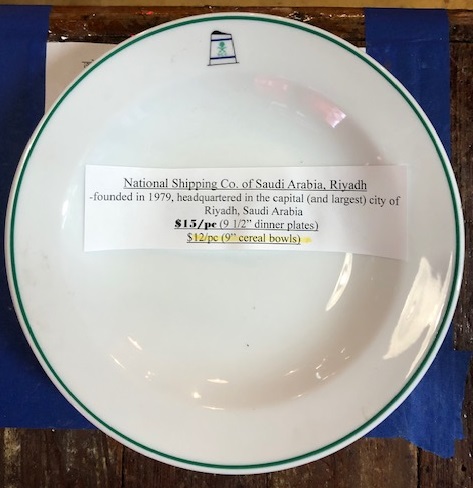 National Shipping Co. of Saudi Arabia, Riyadh
-founded in 1979, headquartered in the capital (and largest) city of
Riyadh, Saudi Arabia
$15/pc (9 1/2" dinner plates)
$12/pc (9" cereal bowls)